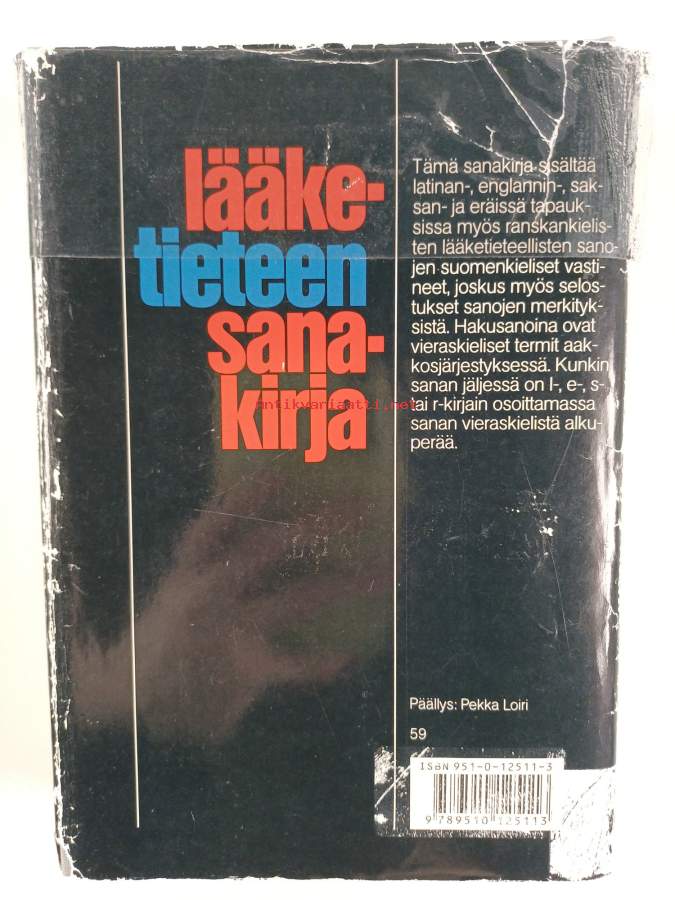 lääke-
tieteen
sana-
kirja
antikvariaatti.net
Tämä sanakirja sisältää
latinan-, englannin-, sak-
san- ja eräissä tapauk-
sissa myös ranskankielis-
ten lääketieteellisten sano-
jen suomenkieliset vasti-
neet, joskus myös selos-
tukset sanojen merkityk-
sistä. Hakusanoina ovat
vieraskieliset termit aak-
kosjärjestyksessä. Kunkin
sanan jäljessä on l-, e-, s-
tai r-kirjain osoittamassa
sanan vieraskielistä alku-
perää.
Päällys: Pekka Loiri
59
ISBN 951-0-12511-3
9 789510 125113